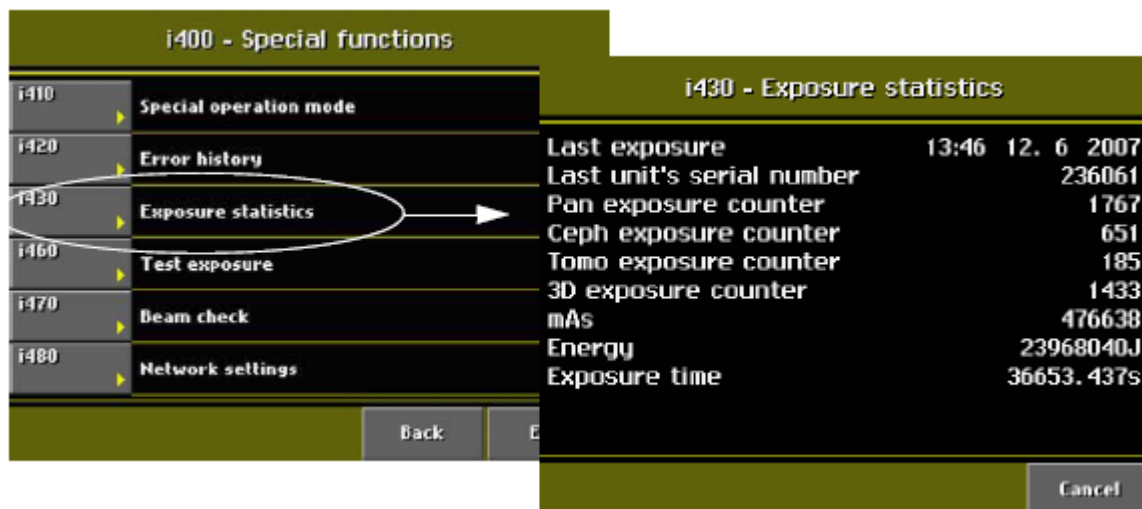 i400 - Special functions
i410 Special operation mode
i420 Error history
i430 Exposure statistics
i460 Test exposure
i470 Beam check
i480 Network settings
Back E
i430 - Exposure statistics
Last exposure 13:46 12. 6 2007
Last unit's serial number 236061
Pan exposure counter 1767
Ceph exposure counter 651
Tomo exposure counter 185
3D exposure counter 1433
mAs 476638
Energy 23968040J
Exposure time 36653.437s
Cancel